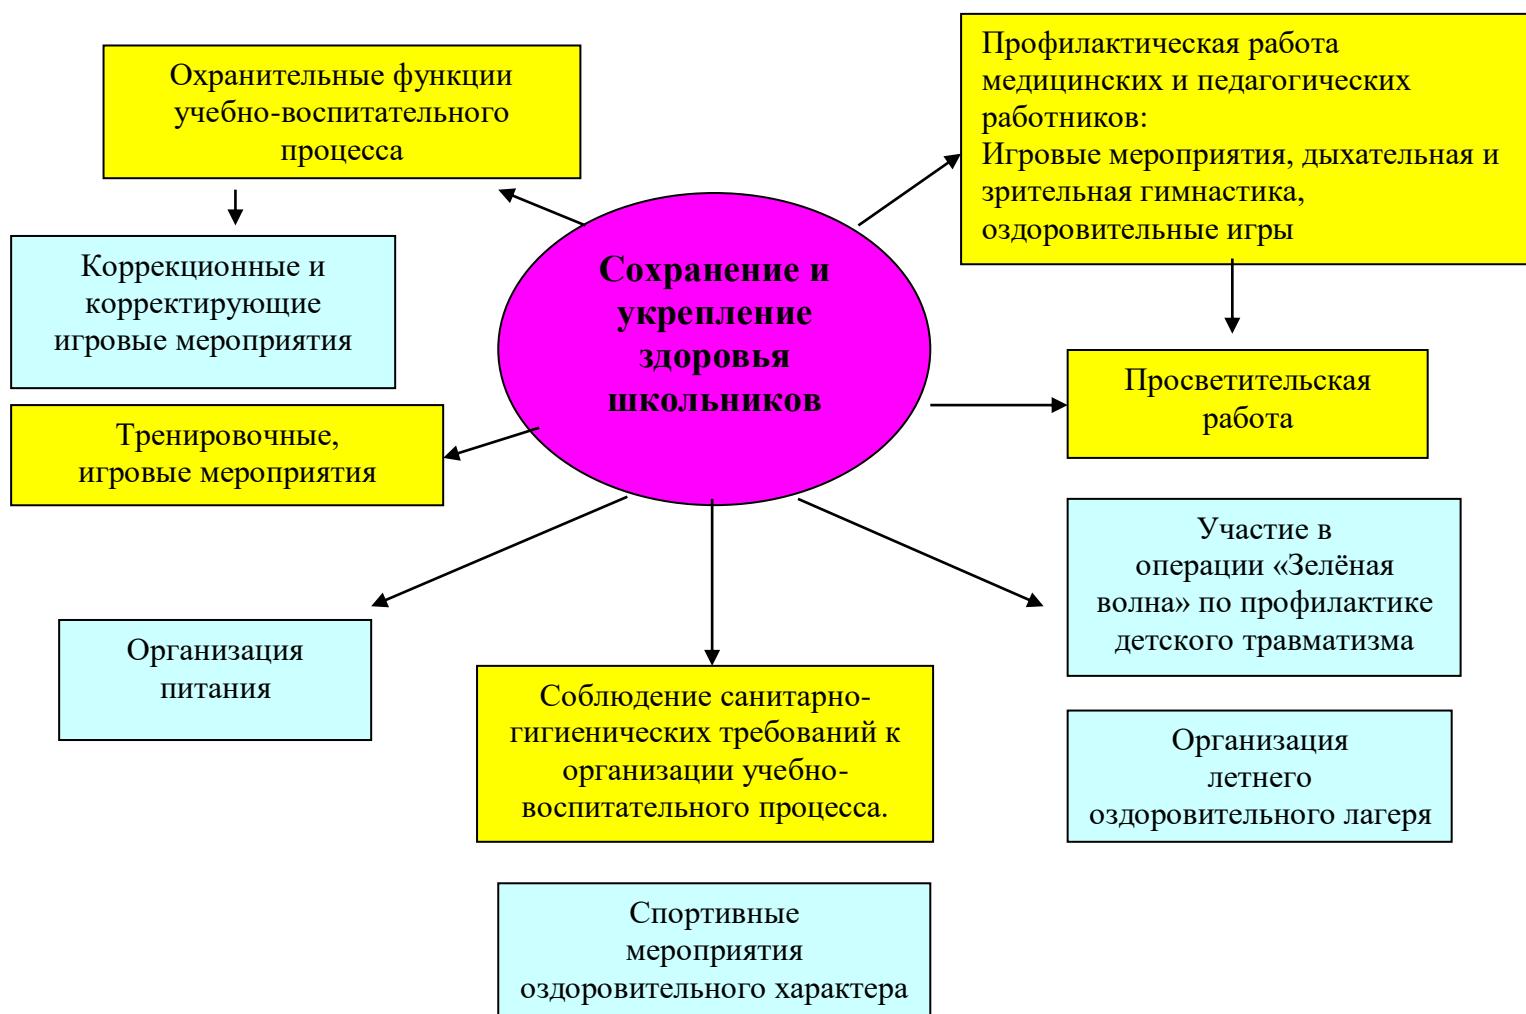 Охранительные функции
учебно-воспитательного
процесса
Профилактическая работа
медицинских и педагогических
работников:
Игровые мероприятия, дыхательная и
зрительная гимнастика,
оздоровительные игры
Коррекционные и
корректирующие
игровые мероприятия
Сохранение и
укрепление
здоровья
школьников
Просветительская
работа
Тренировочные,
игровые мероприятия
Участие в
операции «Зелёная
волна» по профилактике
детского травматизма
Организация
питания
Соблюдение санитарно-
гигиенических требований к
организации учебно-
воспитательного процесса.
Организация
летнего
оздоровительного лагеря
Спортивные
мероприятия
оздоровительного характера